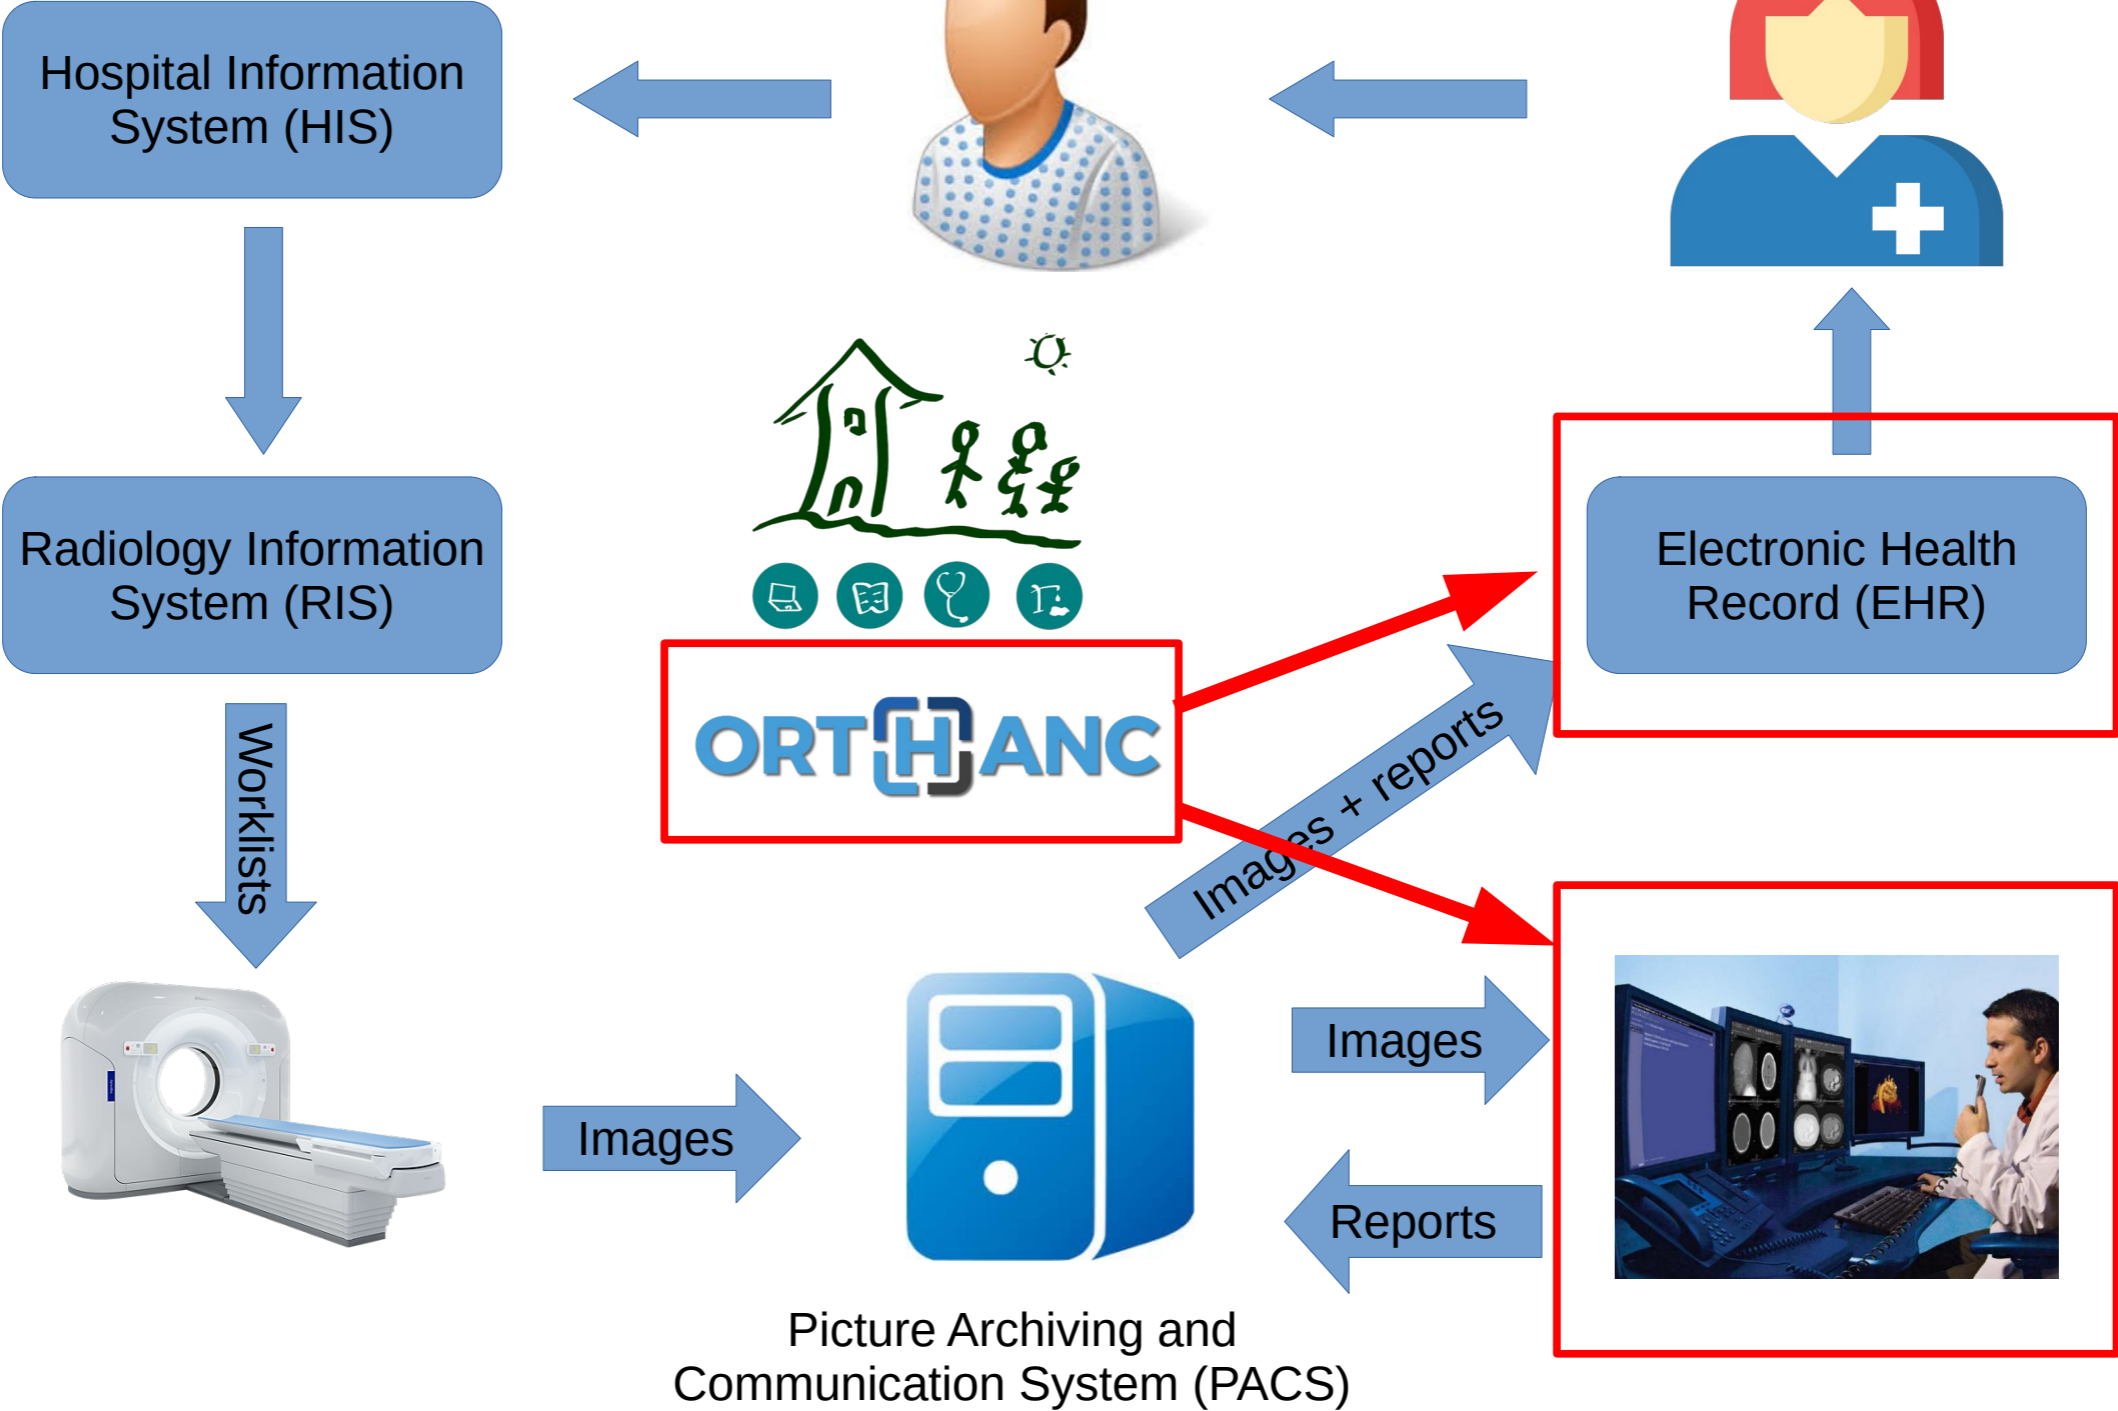 Hospital Information
System (HIS)
Radiology Information
System (RIS)
Electronic Health
Record (EHR)
ORTHANC
Worklists
Images + reports
Images
Images
Reports
Picture Archiving and
Communication System (PACS)